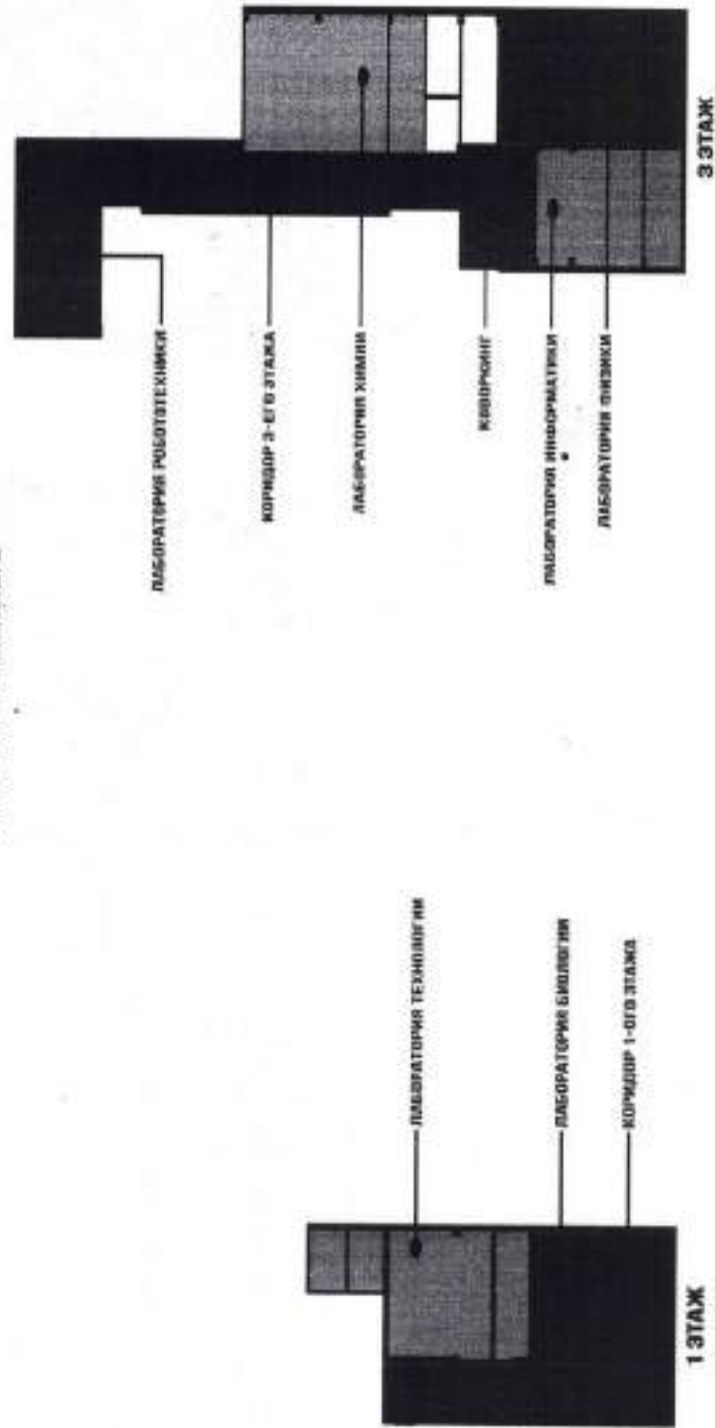 ЛАБОРАТОРИЯ РОБОТОТЕХНИКИ
КОРИДОР 3-ЕГО ЭТАЖА
ЛАБОРАТОРИЯ ХИМИИ
КОВОРКИНГ
ЛАБОРАТОРИЯ ИНФОРМАТИКИ
ЛАБОРАТОРИЯ ФИЗИКИ
3 ЭТАЖ
ЛАБОРАТОРИЯ ТЕХНОЛОГИИ
ЛАБОРАТОРИЯ БИОЛОГИИ
КОРИДОР 1-ОГО ЭТАЖА
1 ЭТАЖ